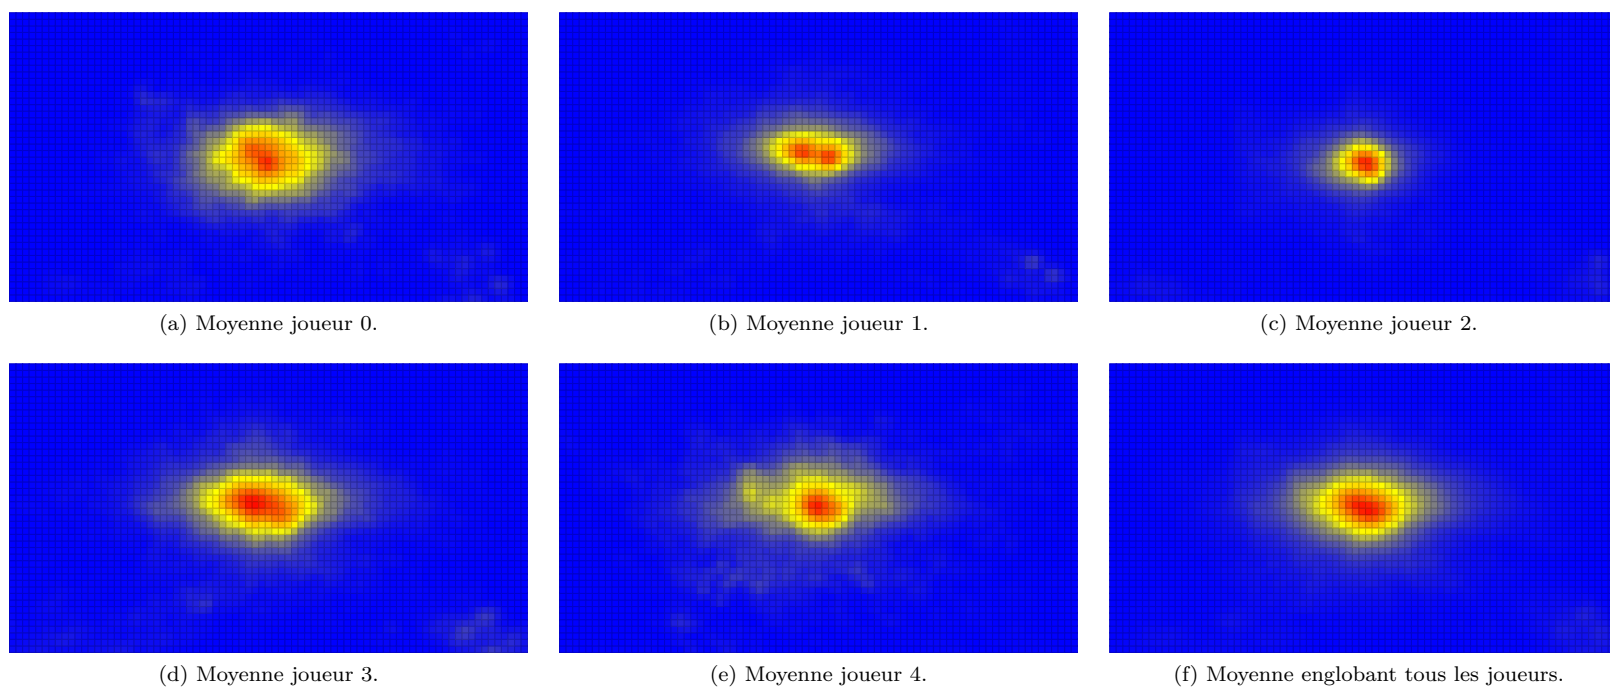 (a) Moyenne joueur 0.
(b) Moyenne joueur 1.
(c) Moyenne joueur 2.
(d) Moyenne joueur 3.
(e) Moyenne joueur 4.
(f) Moyenne englobant tous les joueurs.